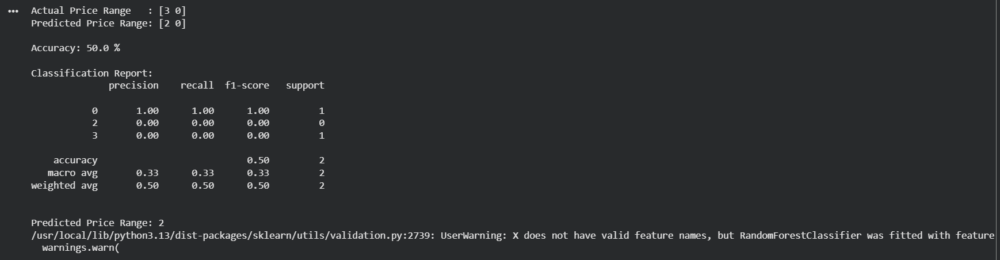 Actual Price Range   : [3 0]
Predicted Price Range: [2 0]
Accuracy: 50.0 %
Classification Report:
              precision    recall  f1-score   support
           0       1.00      1.00      1.00         1
           2       0.00      0.00      0.00         0
           3       0.00      0.00      0.00         1
    accuracy                           0.50         2
   macro avg       0.33      0.33      0.33         2
weighted avg       0.50      0.50      0.50         2
Predicted Price Range: 2
/usr/local/lib/python3.13/dist-packages/sklearn/utils/validation.py:2739: UserWarning: X does not have valid feature names, but RandomForestClassifier was fitted with feature
  warnings.warn(